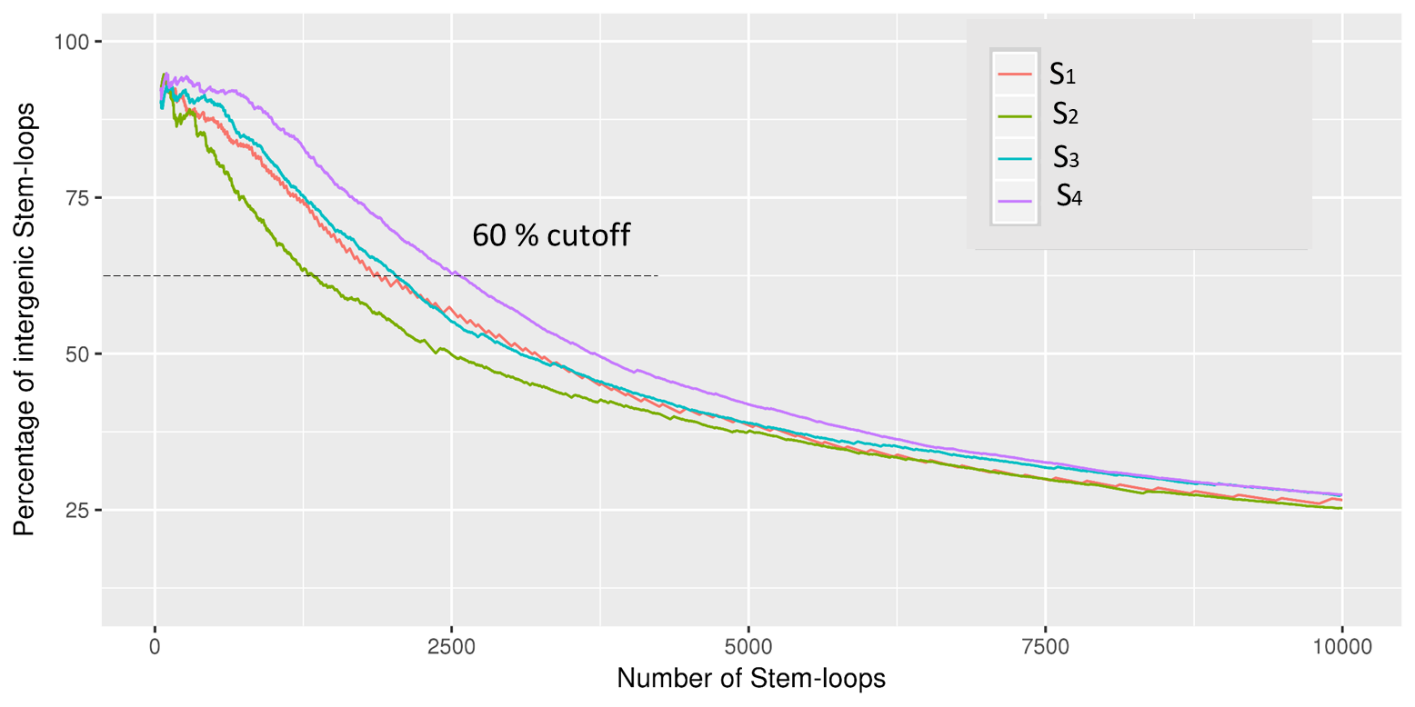 Percentage of intergenic Stem-loops
100
75
50
25
S1
S2
S3
S4
60 % cutoff
0 2500 5000 7500 10000
Number of Stem-loops